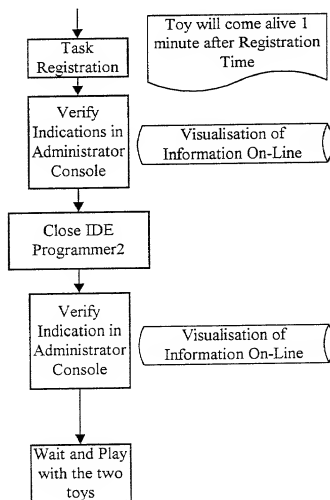 Task
Registration
Toy will come alive 1
minute after Registration
Time
Verify
Indications in
Administrator
Console
Visualisation of
Information On-Line
Close IDE
Programmer2
Verify
Indication in
Administrator
Console
Visualisation of
Information On-Line
Wait and Play
with the two
toys